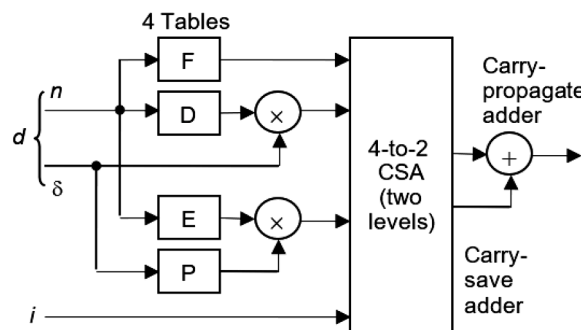 4 Tables
F
n
D
×
d
δ
E
×
P
i
4-to-2
CSA
(two
levels)
Carry-
propagate
adder
+
Carry-
save
adder